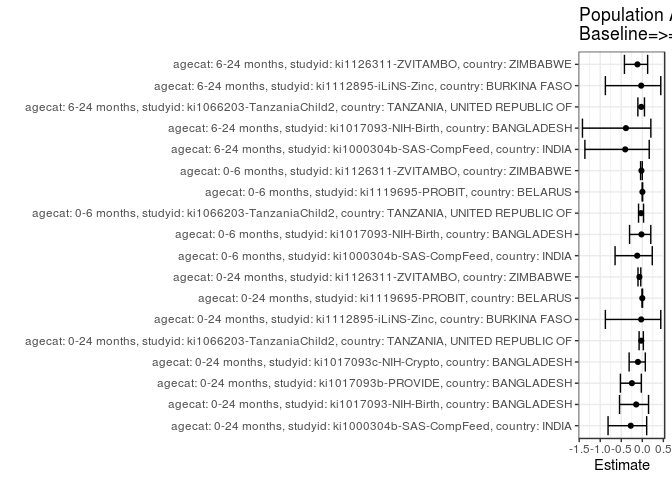 Population
Baseline=>=
agecat: 6-24 months, studyid: ki1126311-ZVITAMBO, country: ZIMBABWE
agecat: 6-24 months, studyid: ki1112895-iLiNS-Zinc, country: BURKINA FASO
agecat: 6-24 months, studyid: ki1066203-TanzaniaChild2, country: TANZANIA, UNITED REPUBLIC OF
agecat: 6-24 months, studyid: ki1017093-NIH-Birth, country: BANGLADESH
agecat: 6-24 months, studyid: ki1000304b-SAS-CompFeed, country: INDIA
agecat: 0-6 months, studyid: ki1126311-ZVITAMBO, country: ZIMBABWE
agecat: 0-6 months, studyid: ki1119695-PROBIT, country: BELARUS
agecat: 0-6 months, studyid: ki1066203-TanzaniaChild2, country: TANZANIA, UNITED REPUBLIC OF
agecat: 0-6 months, studyid: ki1017093-NIH-Birth, country: BANGLADESH
agecat: 0-6 months, studyid: ki1000304b-SAS-CompFeed, country: INDIA
agecat: 0-24 months, studyid: ki1126311-ZVITAMBO, country: ZIMBABWE
agecat: 0-24 months, studyid: ki1119695-PROBIT, country: BELARUS
agecat: 0-24 months, studyid: ki1112895-iLiNS-Zinc, country: BURKINA FASO
agecat: 0-24 months, studyid: ki1066203-TanzaniaChild2, country: TANZANIA, UNITED REPUBLIC OF
agecat: 0-24 months, studyid: ki1017093c-NIH-Crypto, country: BANGLADESH
agecat: 0-24 months, studyid: ki1017093b-PROVIDE, country: BANGLADESH
agecat: 0-24 months, studyid: ki1017093-NIH-Birth, country: BANGLADESH
agecat: 0-24 months, studyid: ki1000304b-SAS-CompFeed, country: INDIA
-1.5 -1.0 -0.5 0.0 0.5
Estimate